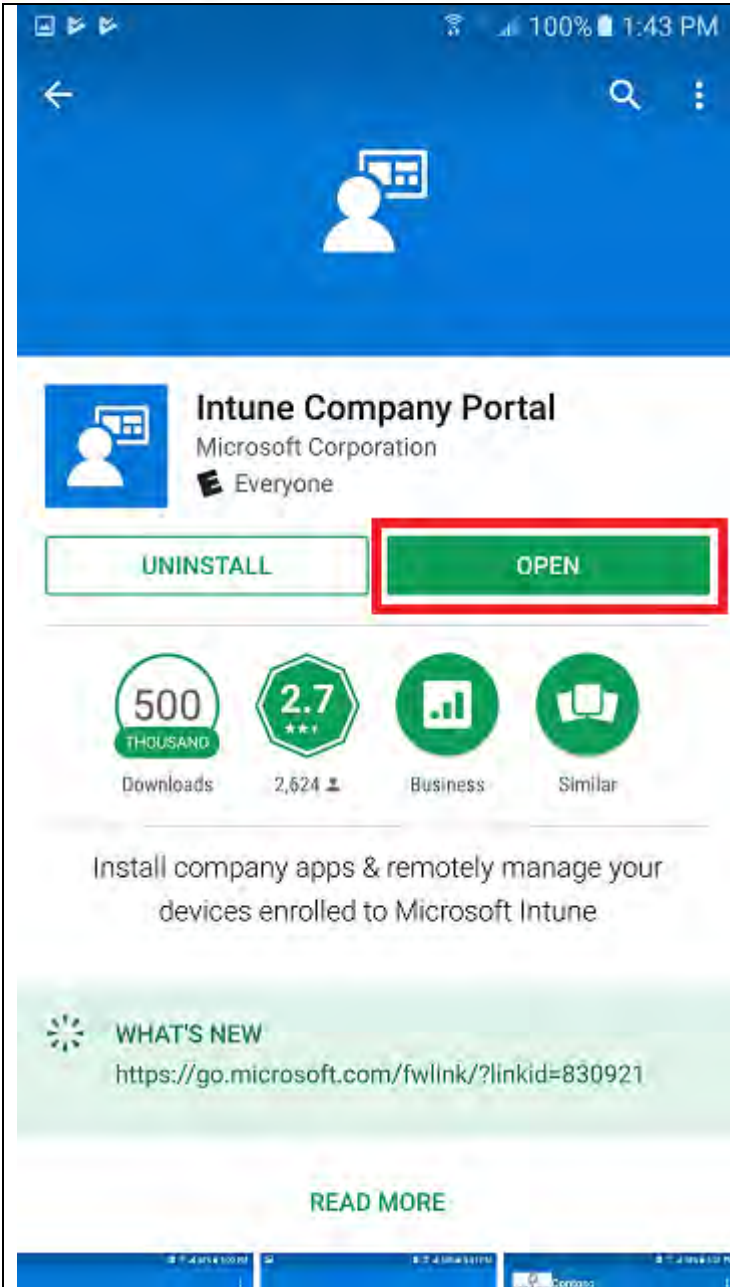 100% 1:43 PM
Intune Company Portal
Microsoft Corporation
E Everyone
UNINSTALL
OPEN
500
THOUSAND
Downloads
2.7
2,624
Business
Similar
Install company apps & remotely manage your
devices enrolled to Microsoft Intune
WHAT'S NEW
https://go.microsoft.com/fwlink/?linkid=830921
READ MORE
Contoso